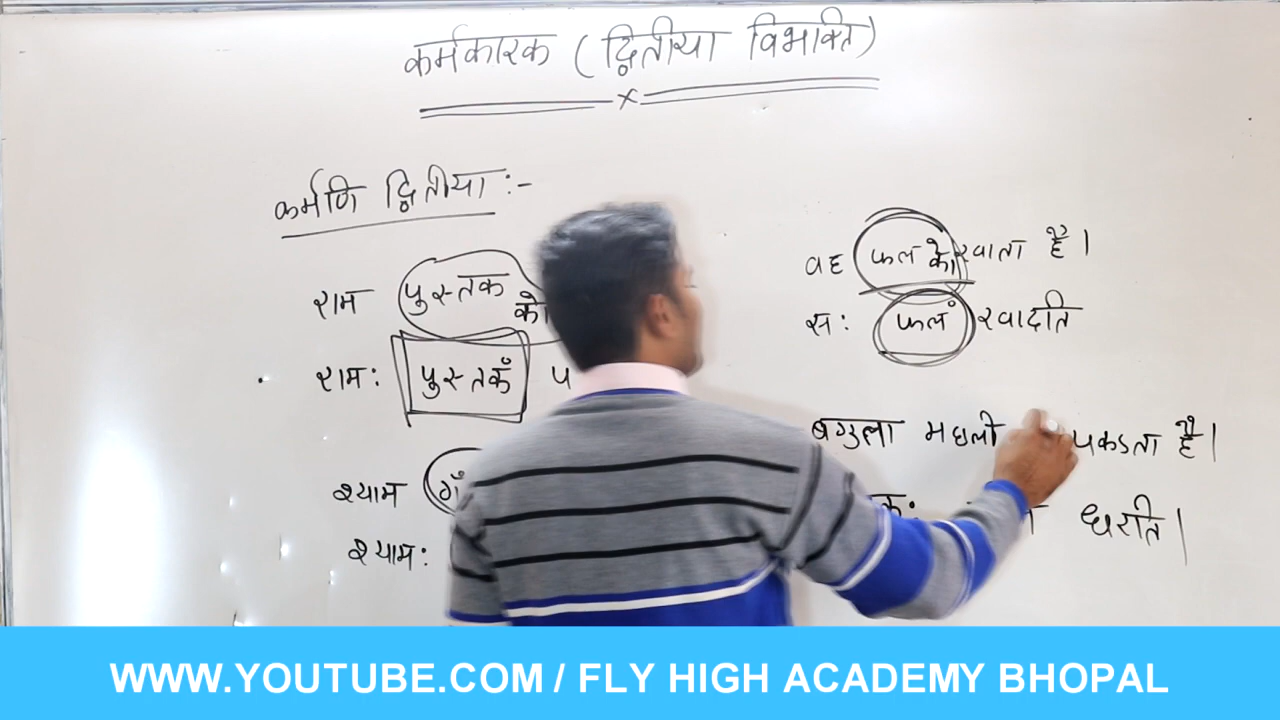 कर्मकारक (द्वितीया विभक्ति)
कर्मणि द्वितीया :-
राम पुस्तक को
रामः पुस्तकँ प
श्याम
श्यामः
वह फल को खाता है।
सः फलं खादति
बगुला मछली पकडता है।
धरति।
WWW.YOUTUBE.COM / FLY HIGH ACADEMY BHOPAL